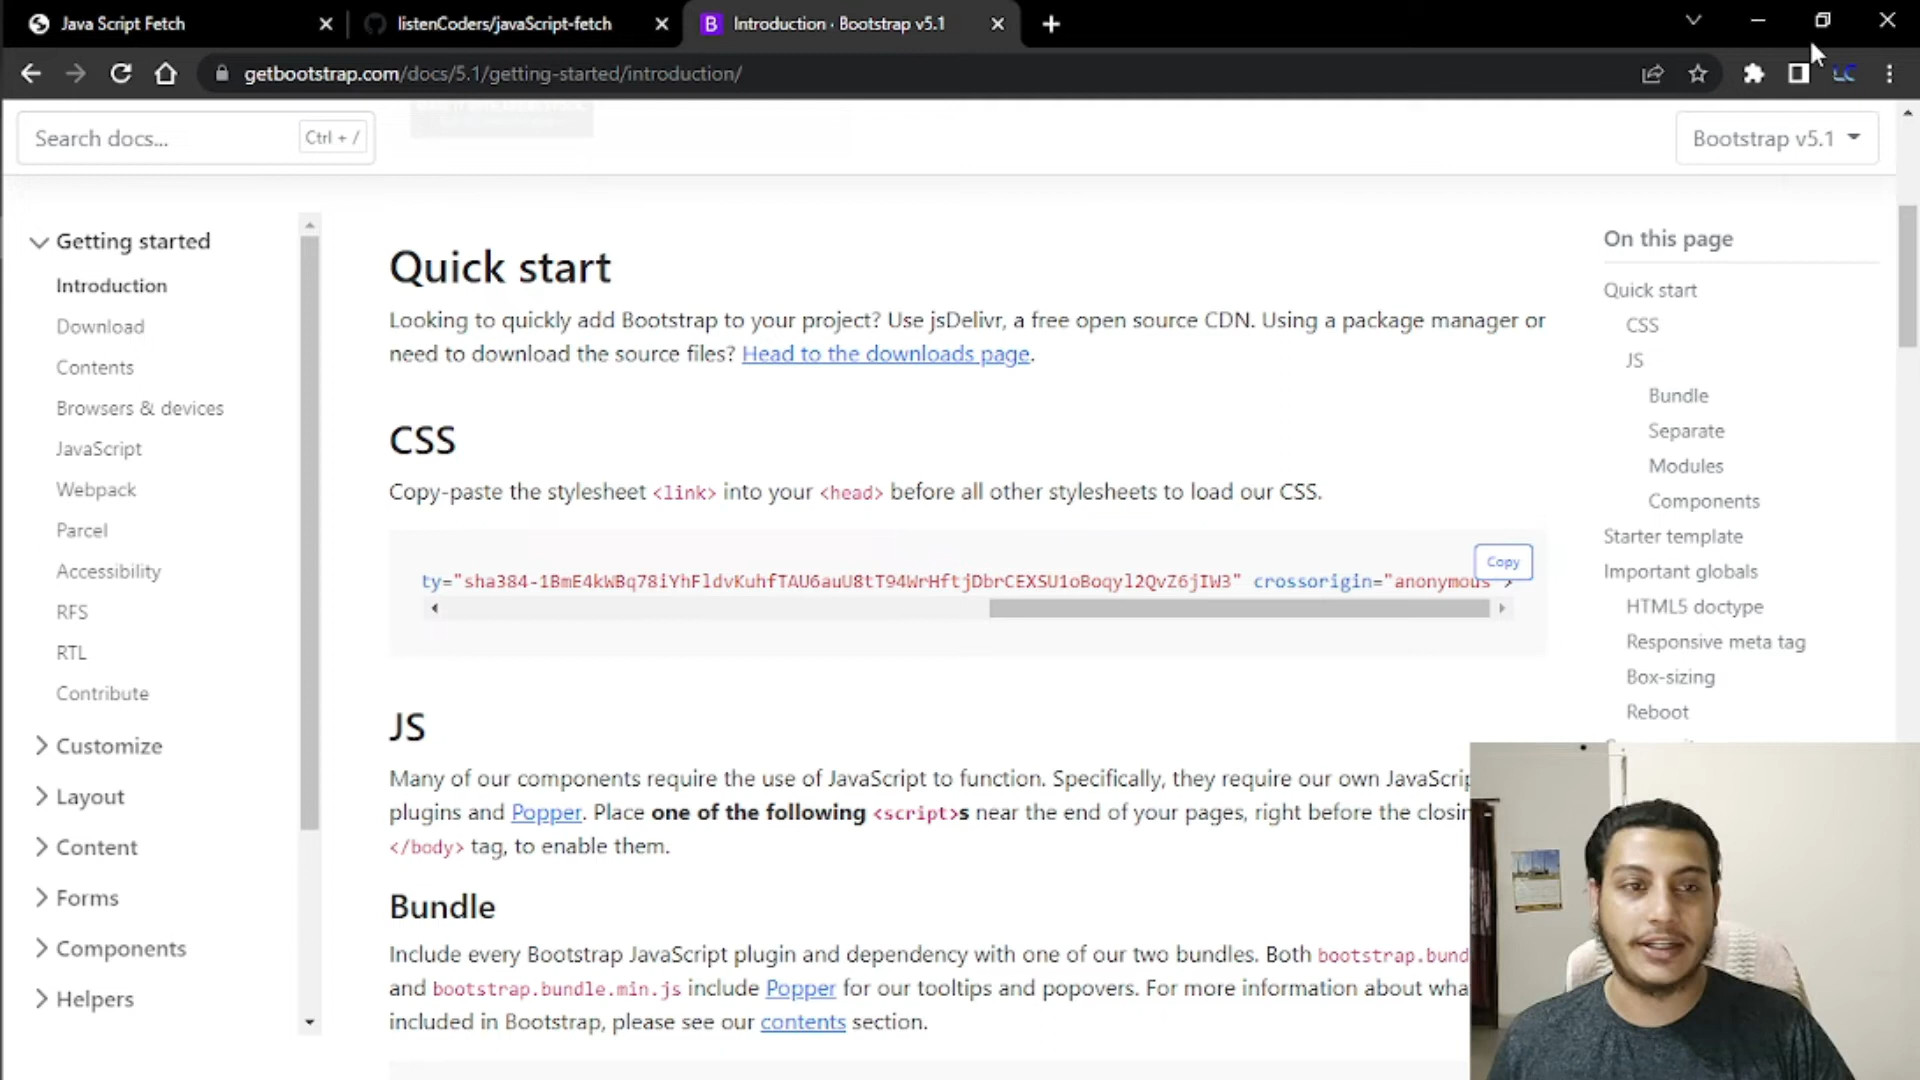 Java Script Fetch
listenCoders/javaScript-fetch
B Introduction · Bootstrap v5.1
getbootstrap.com/docs/5.1/getting-started/introduction/
LC
Search docs...
Ctrl + /
Bootstrap v5.1
Getting started
Introduction
Download
Contents
Browsers & devices
JavaScript
Webpack
Parcel
Accessibility
RFS
RTL
Contribute
Customize
Layout
Content
Forms
Components
Helpers
Quick start
Looking to quickly add Bootstrap to your project? Use jsDelivr, a free open source CDN. Using a package manager or
need to download the source files? Head to the downloads page.
CSS
Copy-paste the stylesheet <link> into your <head> before all other stylesheets to load our CSS.
Copy
ty="sha384-1BmE4kWBq78iYhFldvKuhfTAU6auU8tT94WrHftjDbrCEXSU1oBoqyl2QvZ6jIW3" crossorigin="anonymous">
JS
Many of our components require the use of JavaScript to function. Specifically, they require our own JavaScrip
plugins and Popper. Place one of the following <script>s near the end of your pages, right before the closin
</body> tag, to enable them.
Bundle
Include every Bootstrap JavaScript plugin and dependency with one of our two bundles. Both bootstrap.bund
and bootstrap.bundle.min.js include Popper for our tooltips and popovers. For more information about wha
included in Bootstrap, please see our contents section.
On this page
Quick start
CSS
JS
Bundle
Separate
Modules
Components
Starter template
Important globals
HTML5 doctype
Responsive meta tag
Box-sizing
Reboot